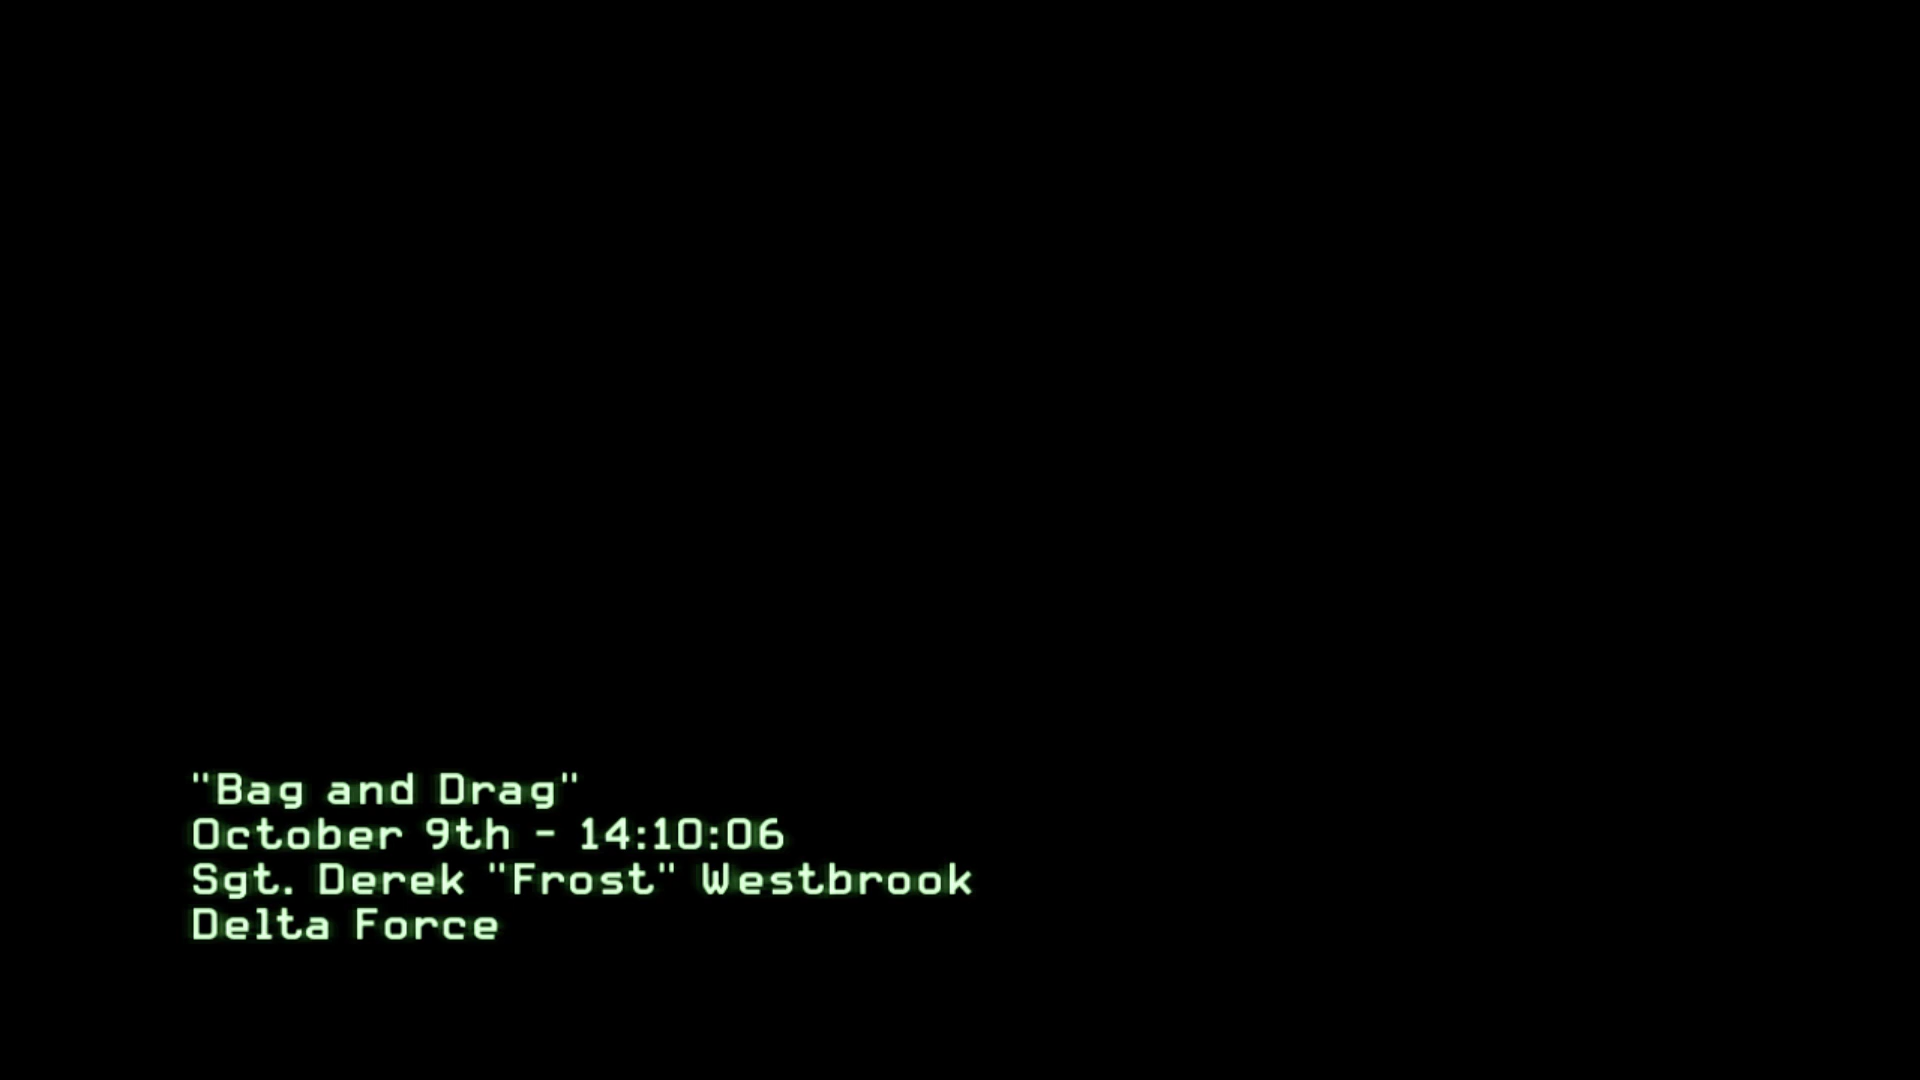 "Bag and Drag"
October 9th - 14:10:06
Sgt. Derek "Frost" Westbrook
Delta Force